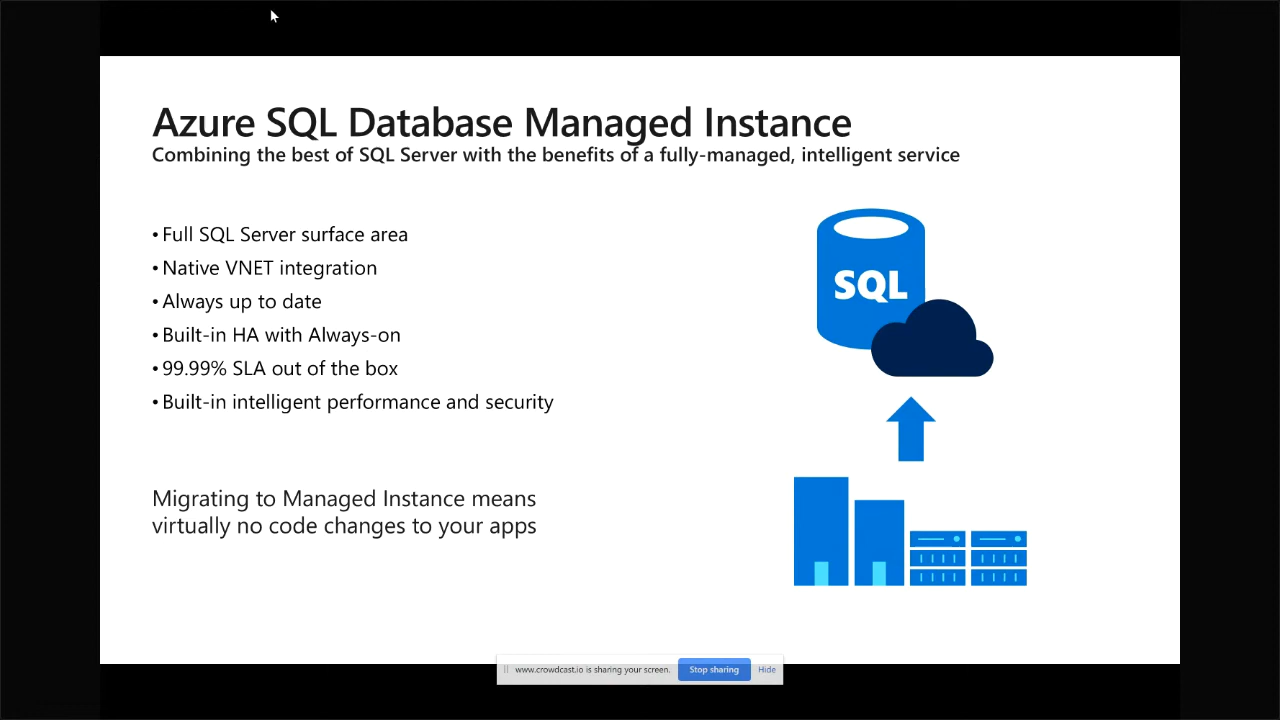 Azure SQL Database Managed Instance
Combining the best of SQL Server with the benefits of a fully-managed, intelligent service
• Full SQL Server surface area
• Native VNET integration
• Always up to date
• Built-in HA with Always-on
• 99.99% SLA out of the box
• Built-in intelligent performance and security
SQL
Migrating to Managed Instance means
virtually no code changes to your apps
www.crowdcast.io is sharing your screen. Stop sharing Hide